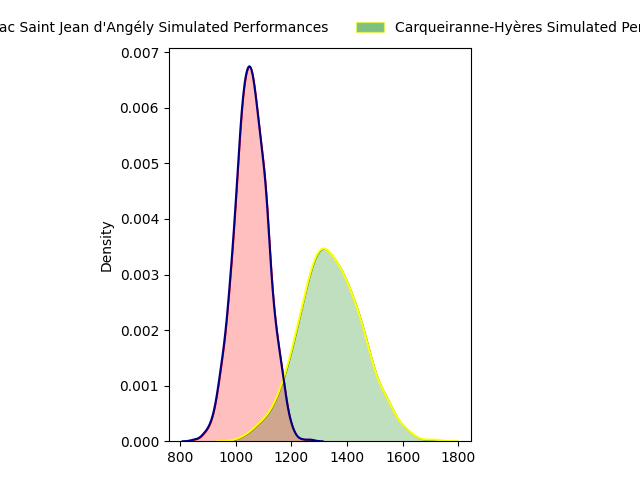 ac Saint Jean d'Angély Simulated Performances
Carqueiranne-Hyères Simulated Per
0.007
0.006
0.005
0.004
0.003
0.002
0.001
0.000
Density
800 1000 1200 1400 1600 1800